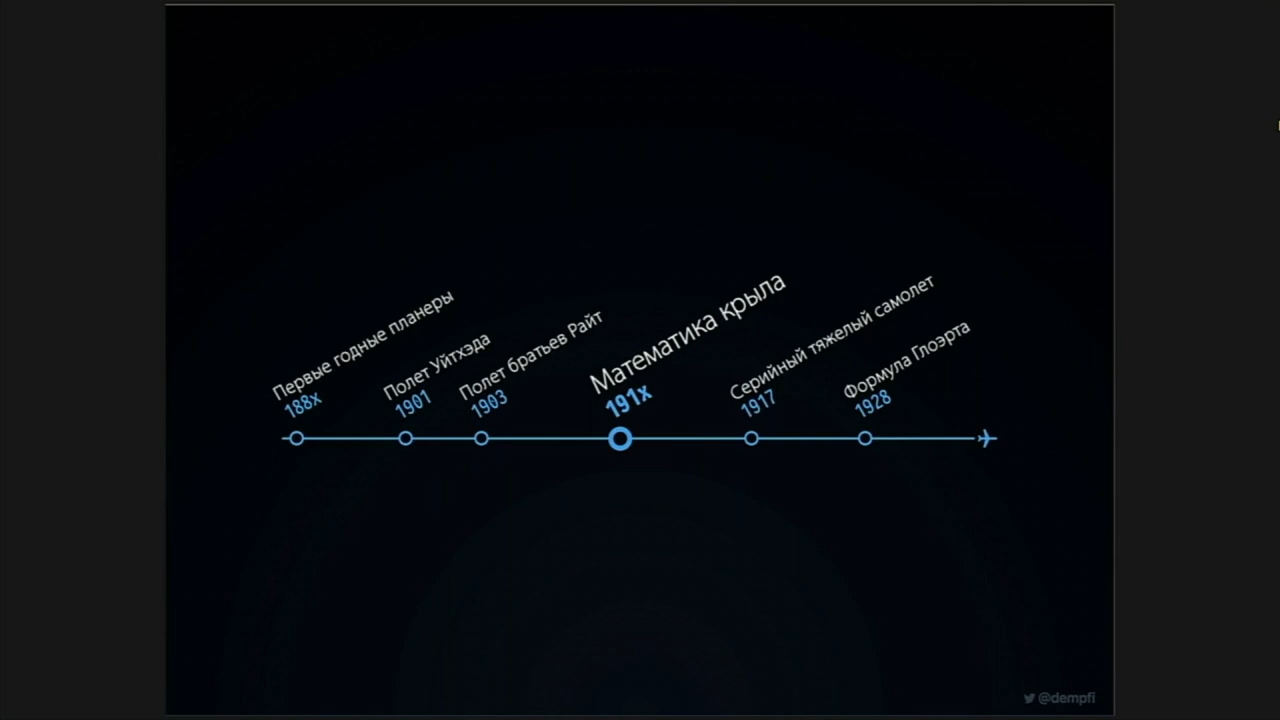 Первые годные планеры
188x
Полет Уйтхэда
1901
Полет братьев Райт
1903
Математика крыла
191x
Серийный тяжелый самолет
1917
Формула Глоэрта
1928
@dempfi